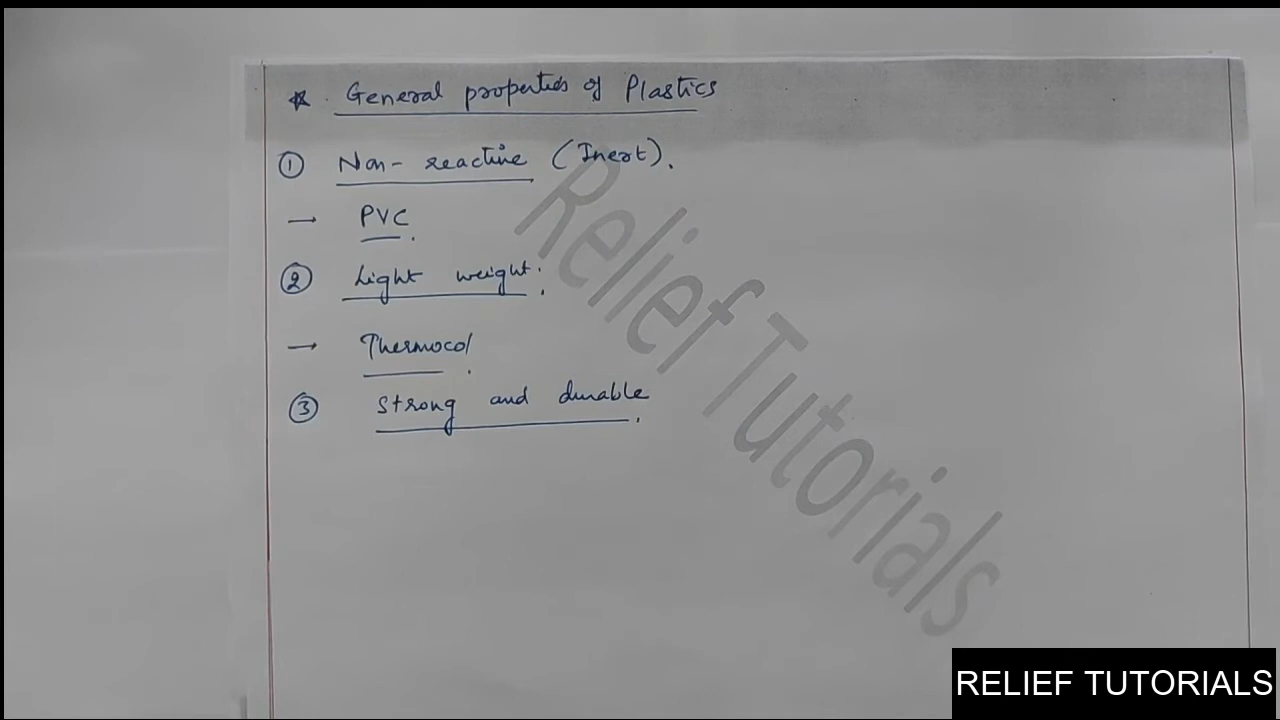 ★ General properties of Plastics
① Non-reactive (Inert).
→ PVC.
② Light weight.
→ Thermocol.
③ Strong and durable.
Relief Tutorials
RELIEF TUTORIALS